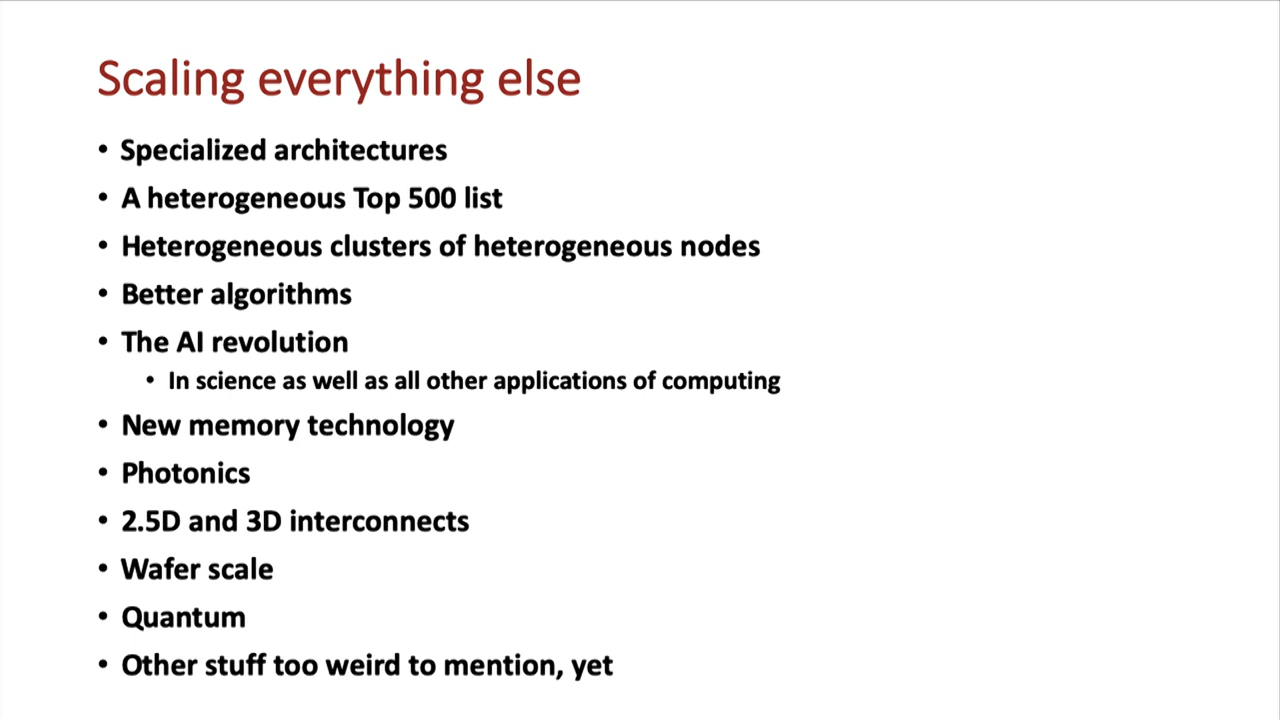 Scaling everything else
• Specialized architectures
• A heterogeneous Top 500 list
• Heterogeneous clusters of heterogeneous nodes
• Better algorithms
• The AI revolution
• In science as well as all other applications of computing
• New memory technology
• Photonics
• 2.5D and 3D interconnects
• Wafer scale
• Quantum
• Other stuff too weird to mention, yet